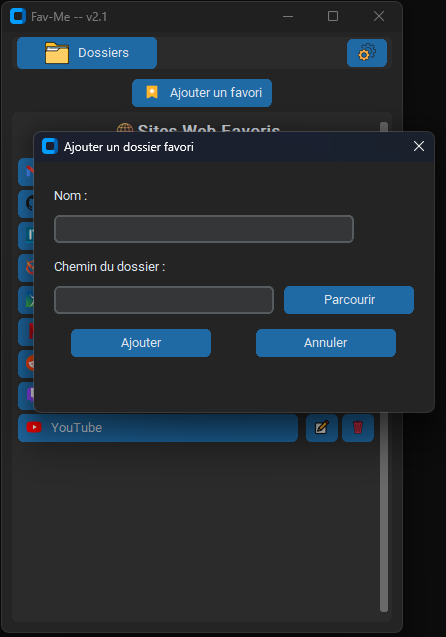 Fav-Me -- v2.1
Dossiers
Ajouter un favori
Sites Web Favoris
Ajouter un dossier favori
Nom :
Chemin du dossier :
Parcourir
Ajouter
Annuler
YouTube